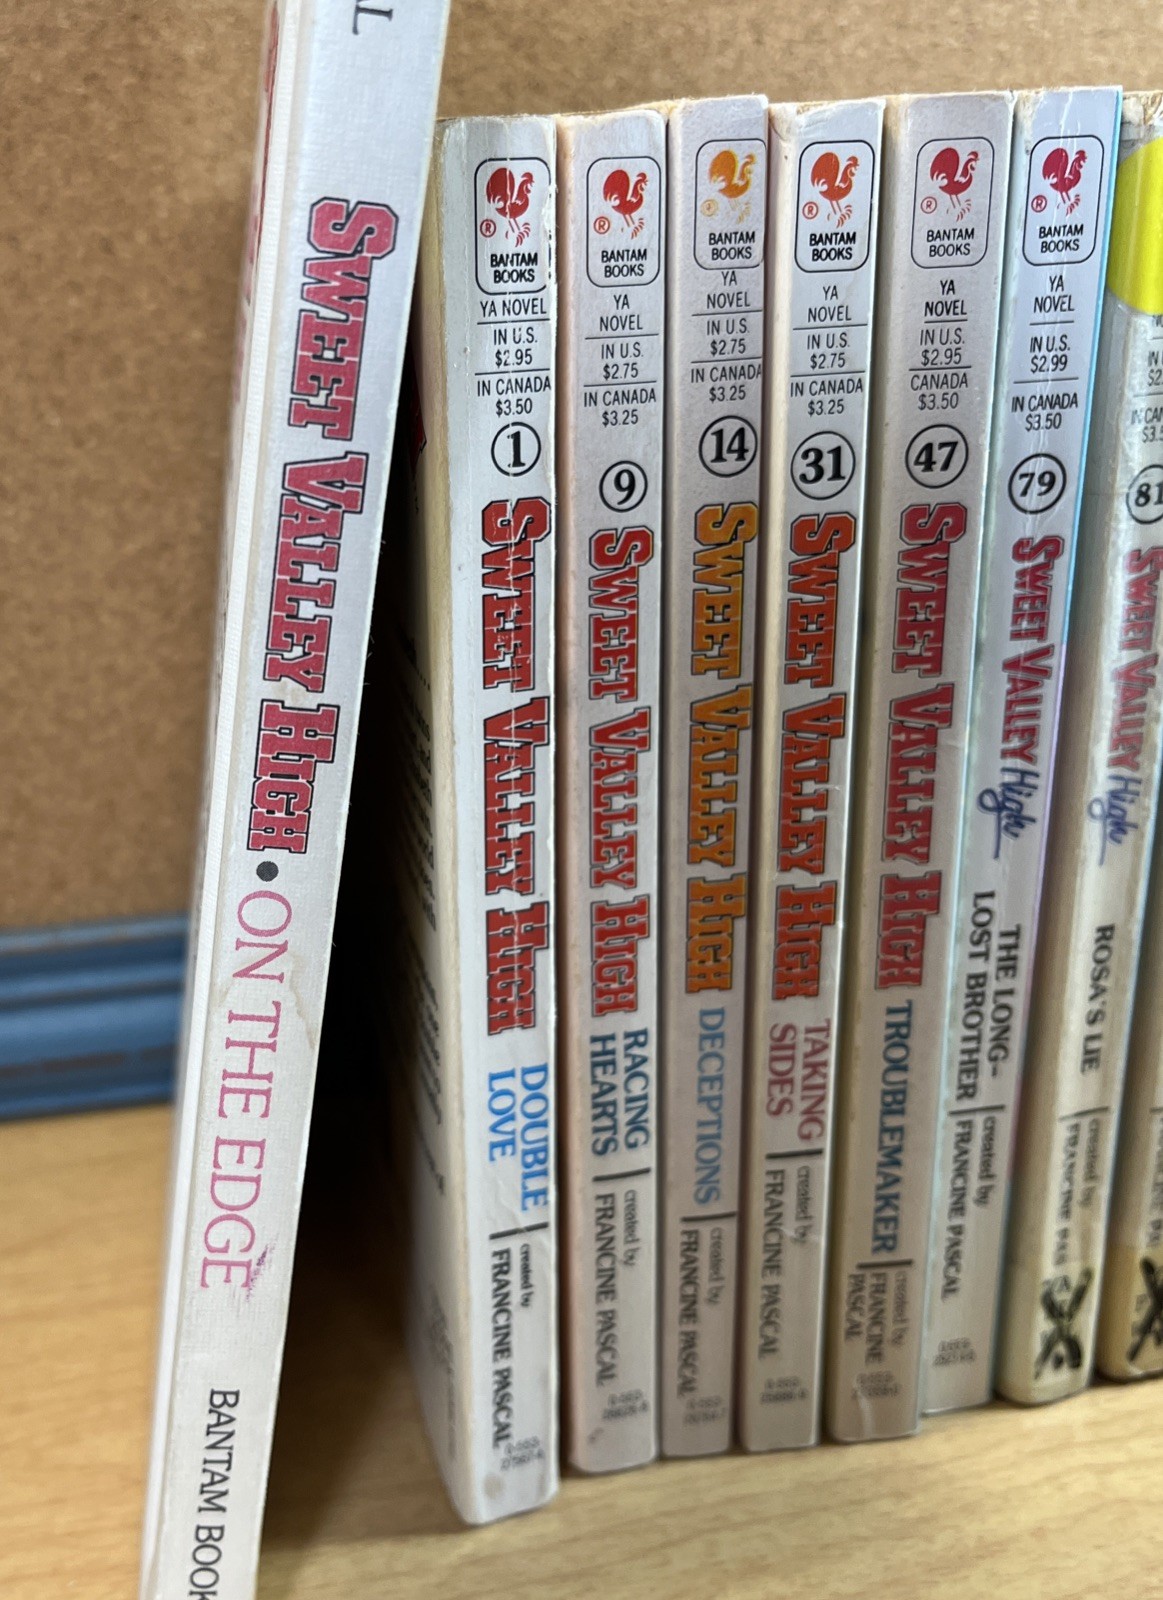 AL
SWEET VALLEY HIGH • ON THE EDGE
BANTAM BOOK
®
BANTAM
BOOKS
YA NOVEL
IN U.S.
$2.95
IN CANADA
$3.50
1
SWEET VALLEY HIGH
DOUBLE
LOVE
created by
FRANCINE PASCAL
®
BANTAM
BOOKS
YA
NOVEL
IN U.S.
$2.75
IN CANADA
$3.25
9
SWEET VALLEY HIGH
RACING
HEARTS
created by
FRANCINE PASCAL
®
BANTAM
BOOKS
YA
NOVEL
IN U.S.
$2.75
IN CANADA
$3.25
14
SWEET VALLEY HIGH
DECEPTIONS
created by
FRANCINE PASCAL
®
BANTAM
BOOKS
YA
NOVEL
IN U.S.
$2.75
IN CANADA
$3.25
31
SWEET VALLEY HIGH
TAKING
SIDES
created by
FRANCINE PASCAL
®
BANTAM
BOOKS
YA
NOVEL
IN U.S.
$2.95
CANADA
$3.50
47
SWEET VALLEY HIGH
TROUBLEMAKER
created by
FRANCINE
PASCAL
®
BANTAM
BOOKS
YA
NOVEL
IN U.S.
$2.99
IN CANADA
$3.50
79
SWEET VALLEY High
THE LONG-
LOST BROTHER
created by
FRANCINE PASCAL
81
SWEET VALLEY High
ROSA'S LIE
created by
FRANCINE PAS